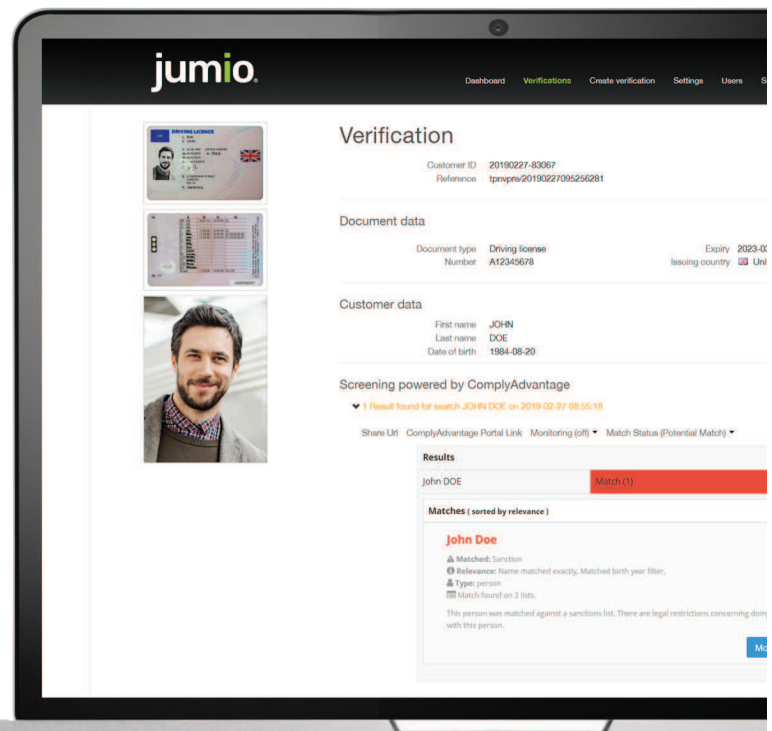 jumio.
Dashboard Verifications Create verification Settings Users
DRIVING LICENCE
Verification
Customer ID 20190227-83067
Reference tpnvpre/20190227095256281
Document data
Document type Driving license Expiry 2023-03
Number A12345678 Issuing country Uni
Customer data
First name JOHN
Last name DOE
Date of birth 1984-08-20
Screening powered by ComplyAdvantage
1 Result found for search JOHN DOE on 2019-02-27 08:55:18
Share Url ComplyAdvantage Portal Link Monitoring (off) Match Status (Potential Match)
Results
John DOE Match (1)
Matches ( sorted by relevance )
John Doe
Matched: Sanction
Relevance: Name matched exactly, Matched birth year filter,
Type: person
Match found on 2 lists.
This person was matched against a sanctions list. There are legal restrictions concerning doing
with this person.
Mo